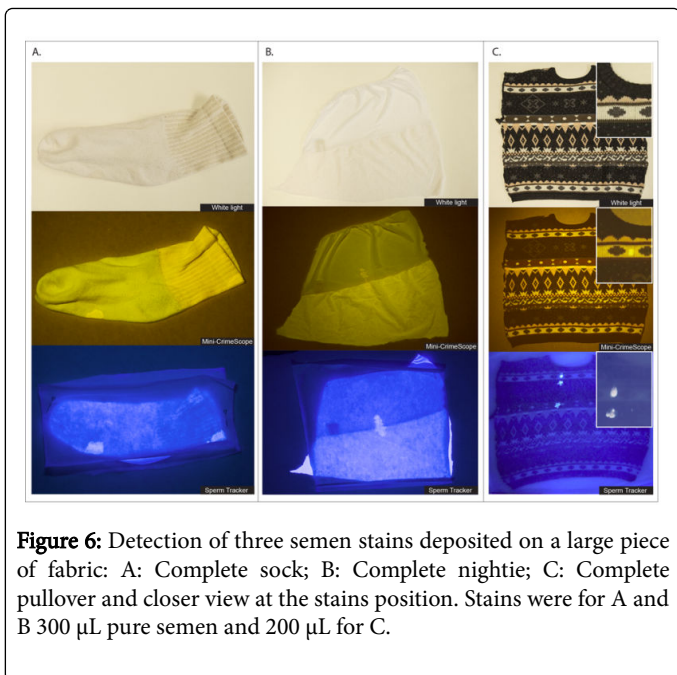 A.
B.
C.
White light
White light
White light
Mini-CrimeScope
Mini-CrimeScope
Mini-CrimeScope
Sperm Tracker
Sperm Tracker
Sperm Tracker
Figure 6: Detection of three semen stains deposited on a large piece
of fabric: A: Complete sock; B: Complete nightie; C: Complete
pullover and closer view at the stains position. Stains were for A and
B 300 µL pure semen and 200 µL for C.